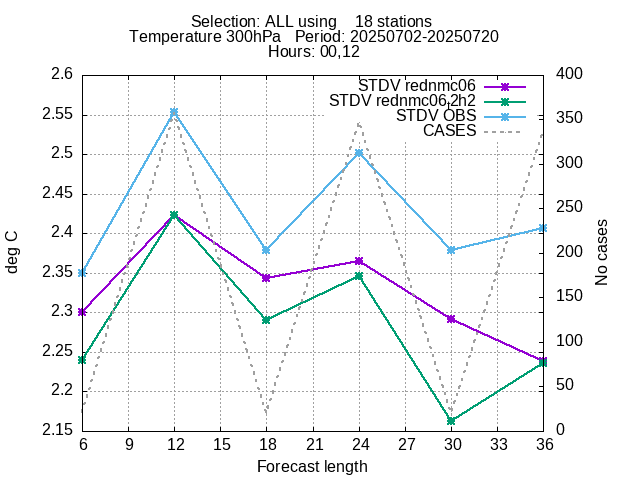 Selection: ALL using 18 stations
Temperature 300hPa Period: 20250702-20250720
Hours: 00,12
STDV rednmc06
STDV rednmc06,2h2
STDV OBS
CASES
2.6
2.55
2.5
2.45
2.4
2.35
2.3
2.25
2.2
2.15
400
350
300
250
200
150
100
50
0
deg C
No cases
6 9 12 15 18 21 24 27 30 33 36
Forecast length